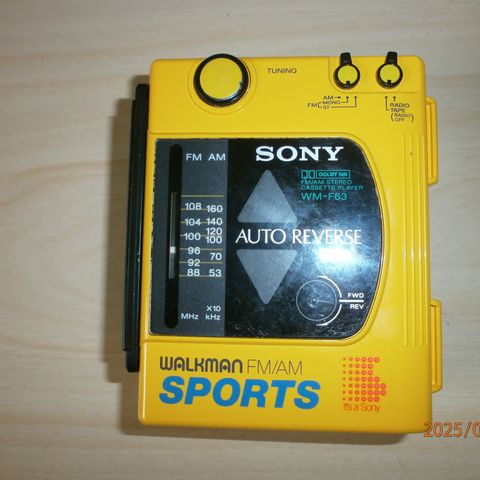 TUNING
AM
FM MONO
ST
RADIO
TAPE
(RADIO OFF)
FM AM
SONY
DOLBY NR
FM/AM STEREO
CASSETTE PLAYER
WM-F63
108 160
104 140
120
100 100
96 70
92
88 53
AUTO REVERSE
x10
MHz kHz
FWD
REV
WALKMAN FM/AM
SPORTS
It's a Sony
2025/0